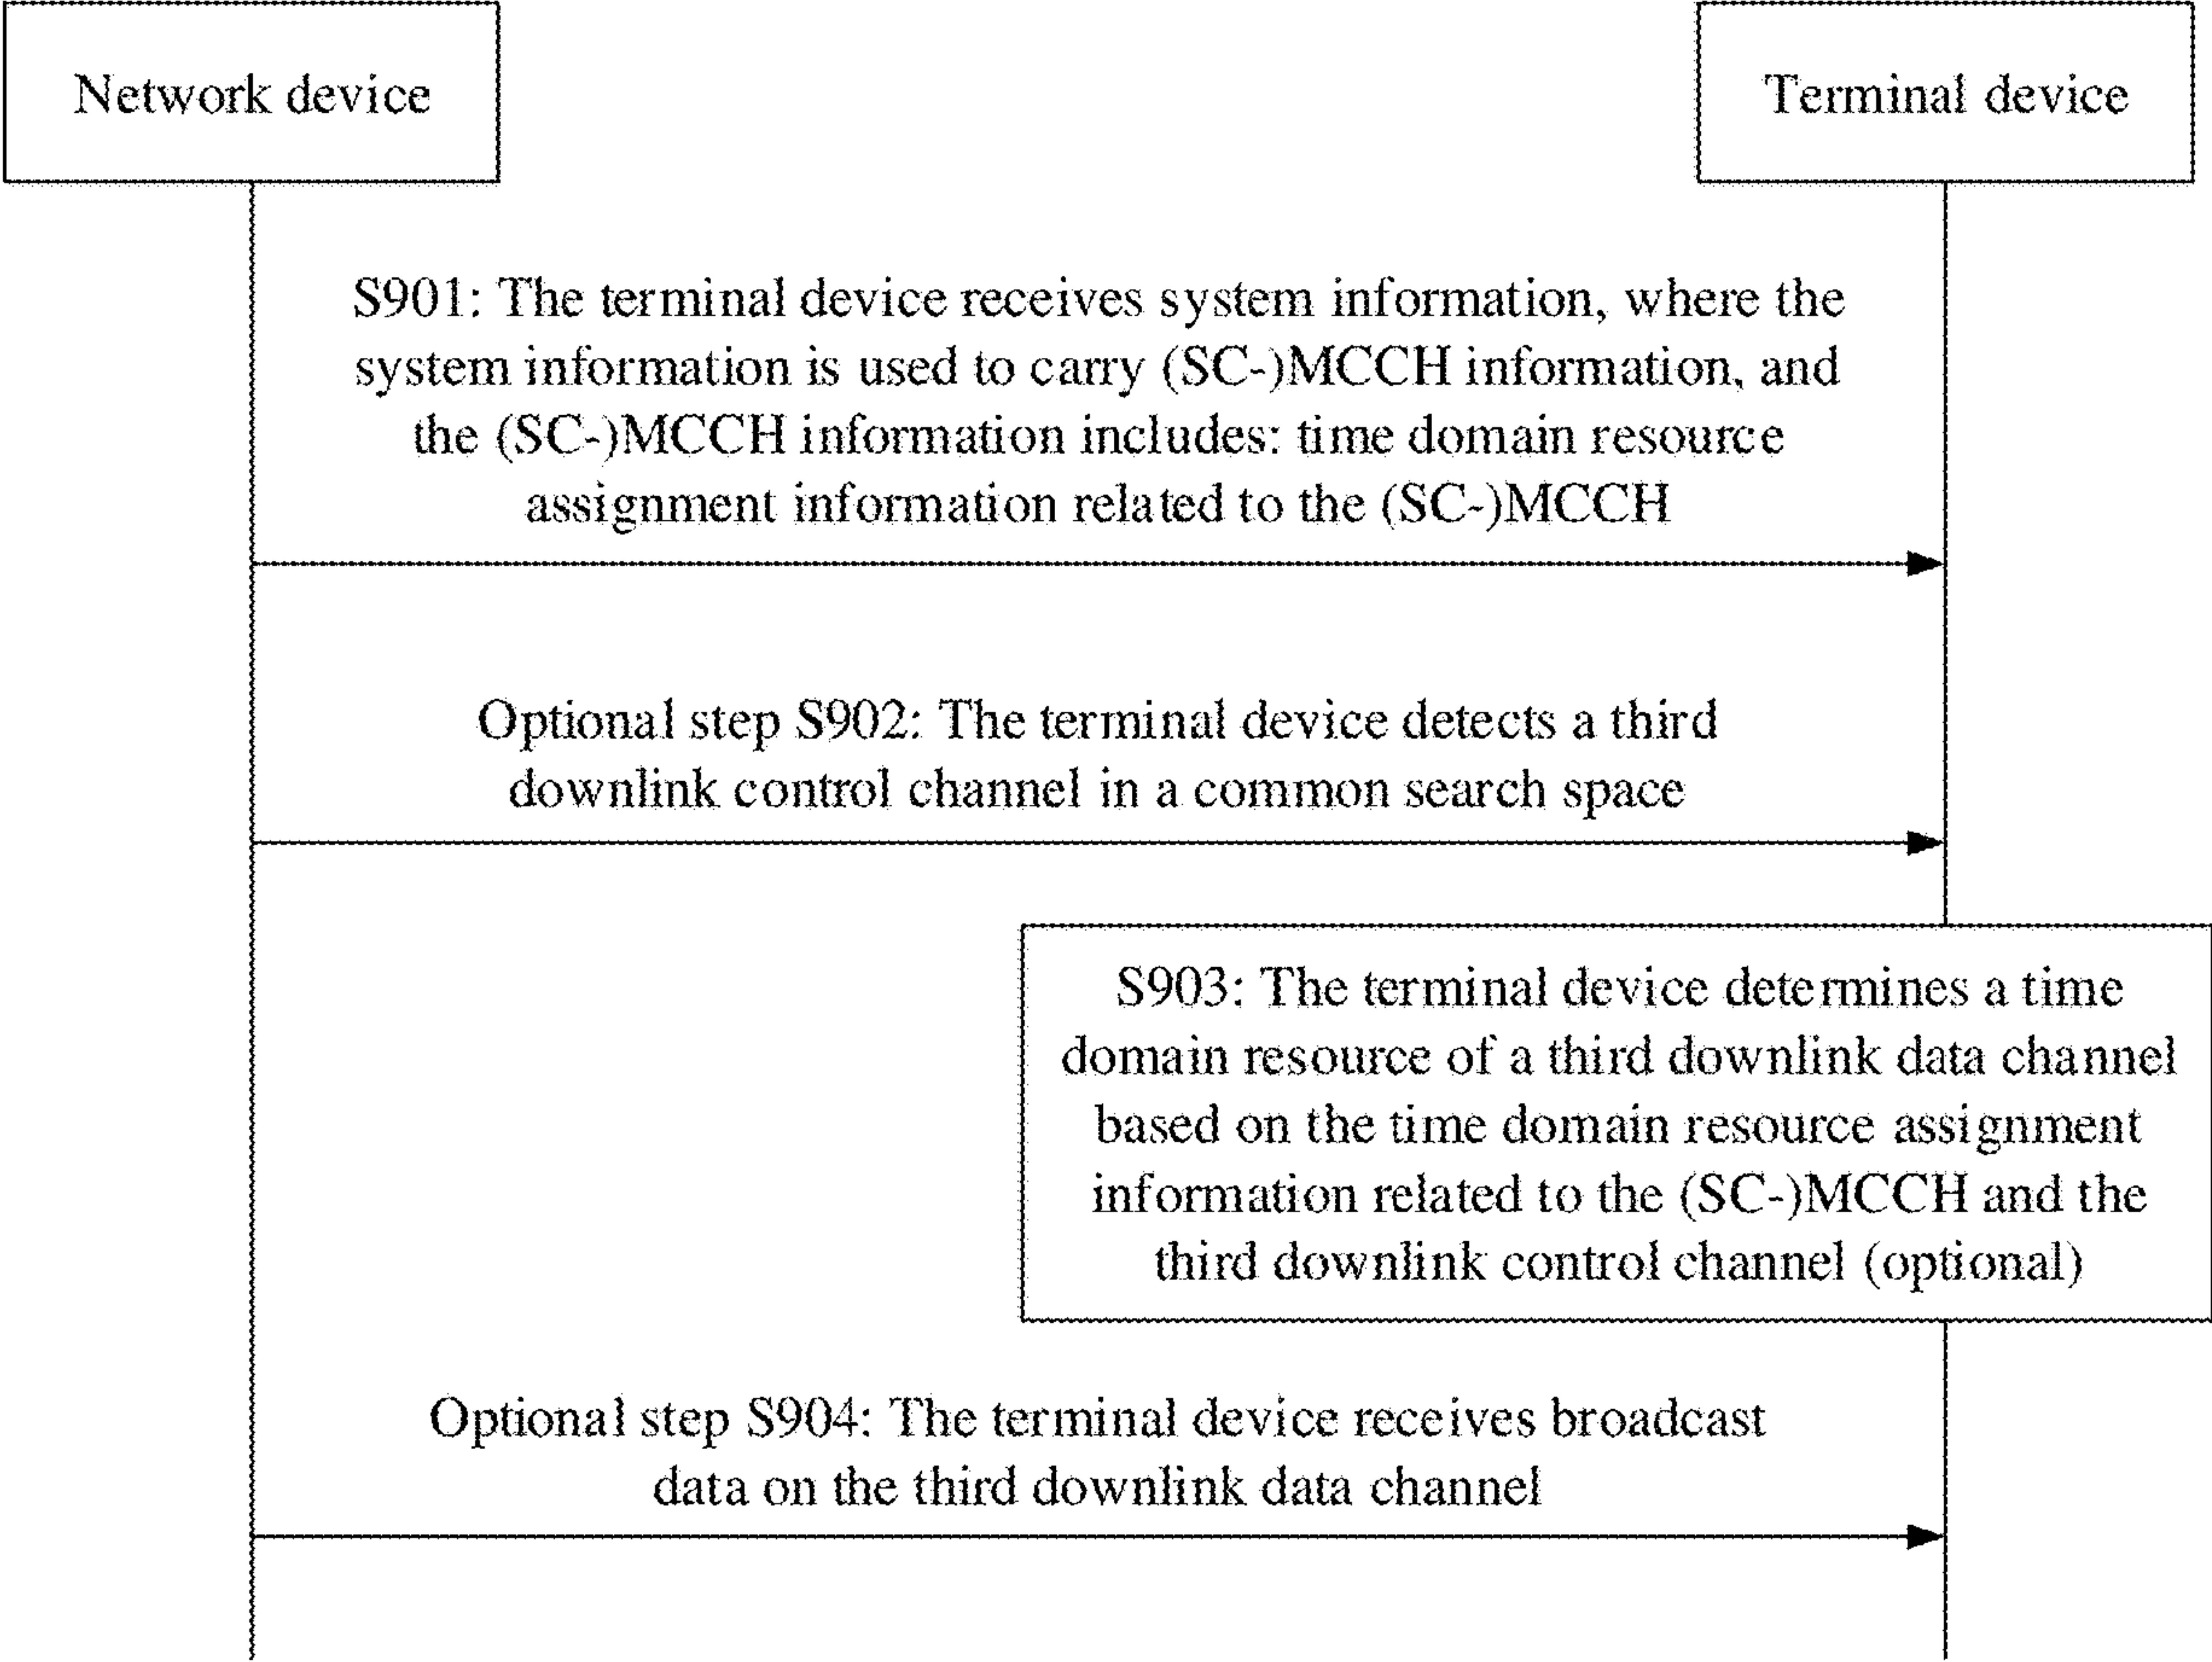 Network device
Terminal device
S901: The terminal device receives system information, where the
system information is used to carry (SC-)MCCH information, and
the (SC-)MCCH information includes: time domain resource
assignment information related to the (SC-)MCCH
Optional step S902: The terminal device detects a third
downlink control channel in a common search space
S903: The terminal device determines a time
domain resource of a third downlink data channel
based on the time domain resource assignment
information related to the (SC-)MCCH and the
third downlink control channel (optional)
Optional step S904: The terminal device receives broadcast
data on the third downlink data channel